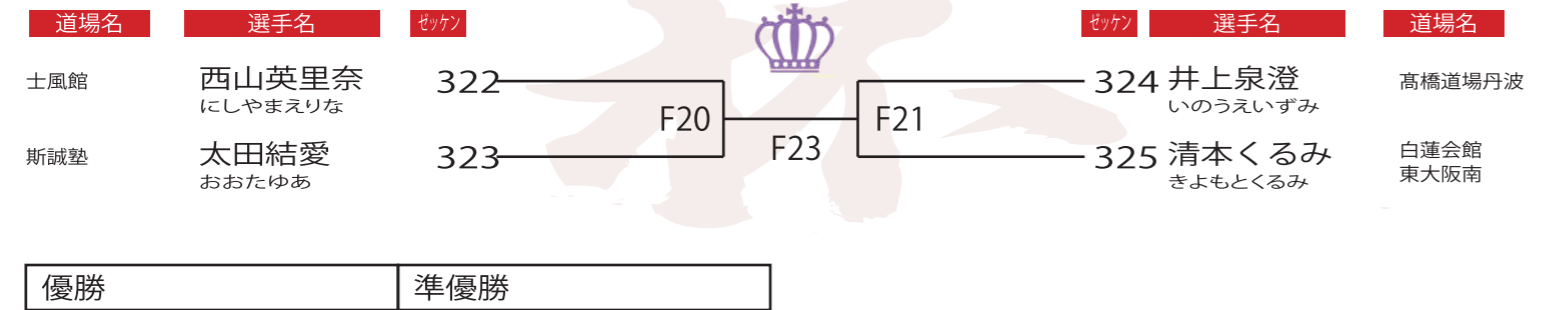 道場名 選手名 ゼッケン ゼッケン 選手名 道場名
士風館 西山英里奈 322 324 井上泉澄 髙橋道場丹波
にしやまえりな いのうえいずみ
F20 F21
F23
斯誠塾 太田結愛 323 325 清本くるみ 白蓮会館
おおたゆあ きよもとくるみ 東大阪南
優勝 準優勝